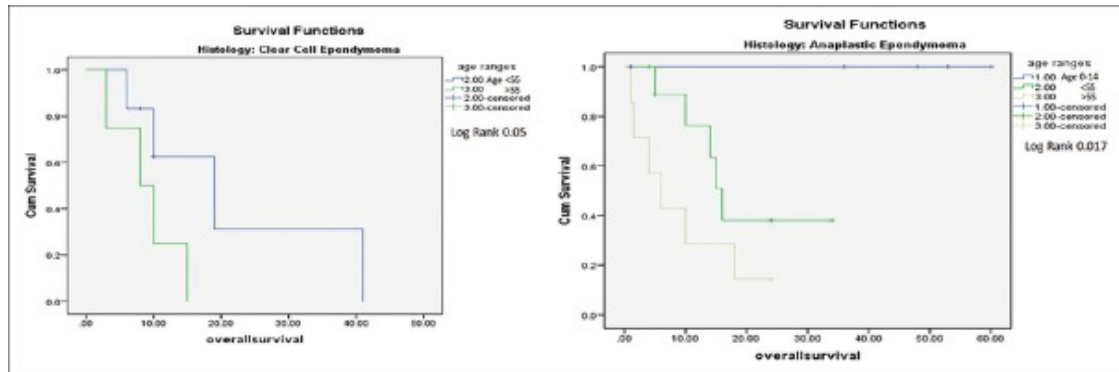 Survival Functions
Histology: Clear Cell Ependymoma
age ranges
2.00 Age <55
3.00 >55
2.00-censored
3.00-censored
Log Rank 0.05
Cum Survival
1.0
0.8
0.6
0.4
0.2
0.0
.00 10.00 20.00 30.00 40.00 50.00
overallsurvival
Survival Functions
Histology: Anaplastic Ependymoma
age ranges
1.00 Age 0-14
2.00 <55
3.00 >55
1.00-censored
2.00-censored
3.00-censored
Log Rank 0.017
Cum Survival
1.0
0.8
0.6
0.4
0.2
0.0
.00 10.00 20.00 30.00 40.00 50.00 60.00
overallsurvival